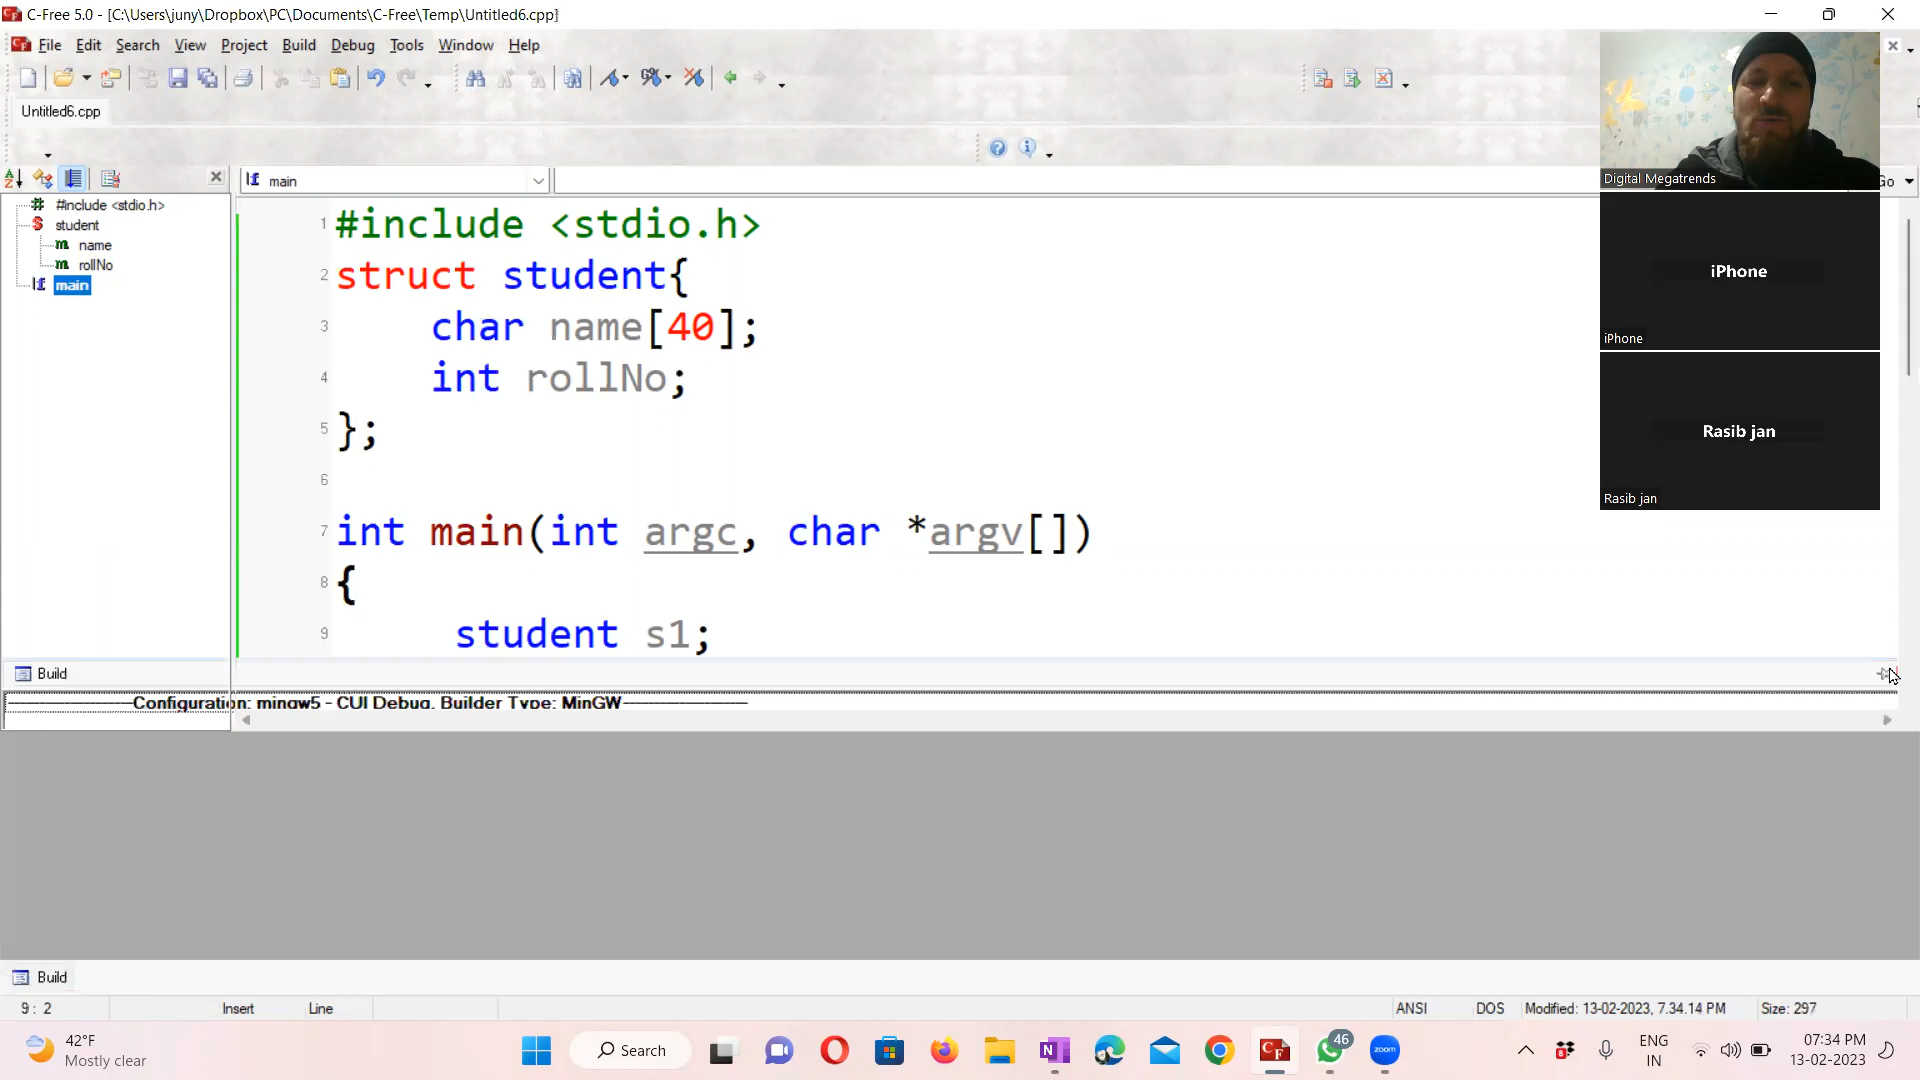 C-Free 5.0 - [C:\Users\juny\Dropbox\PC\Documents\C-Free\Temp\Untitled6.cpp]
File Edit Search View Project Build Debug Tools Window Help
Untitled6.cpp
main
Go
#include <stdio.h>
student
name
rollNo
main
1 #include <stdio.h>
2 struct student{
3 char name[40];
4 int rollNo;
5 };
6
7 int main(int argc, char *argv[])
8 {
9 student s1;
Digital Megatrends
iPhone
iPhone
Rasib jan
Rasib jan
Build
Configuration: mingw5 - CUI Debug, Builder Type: MinGW
Build
9 : 2 Insert Line ANSI DOS Modified: 13-02-2023, 7.34.14 PM Size: 297
42°F
Mostly clear
Search
46
zoom
ENG
IN
07:34 PM
13-02-2023